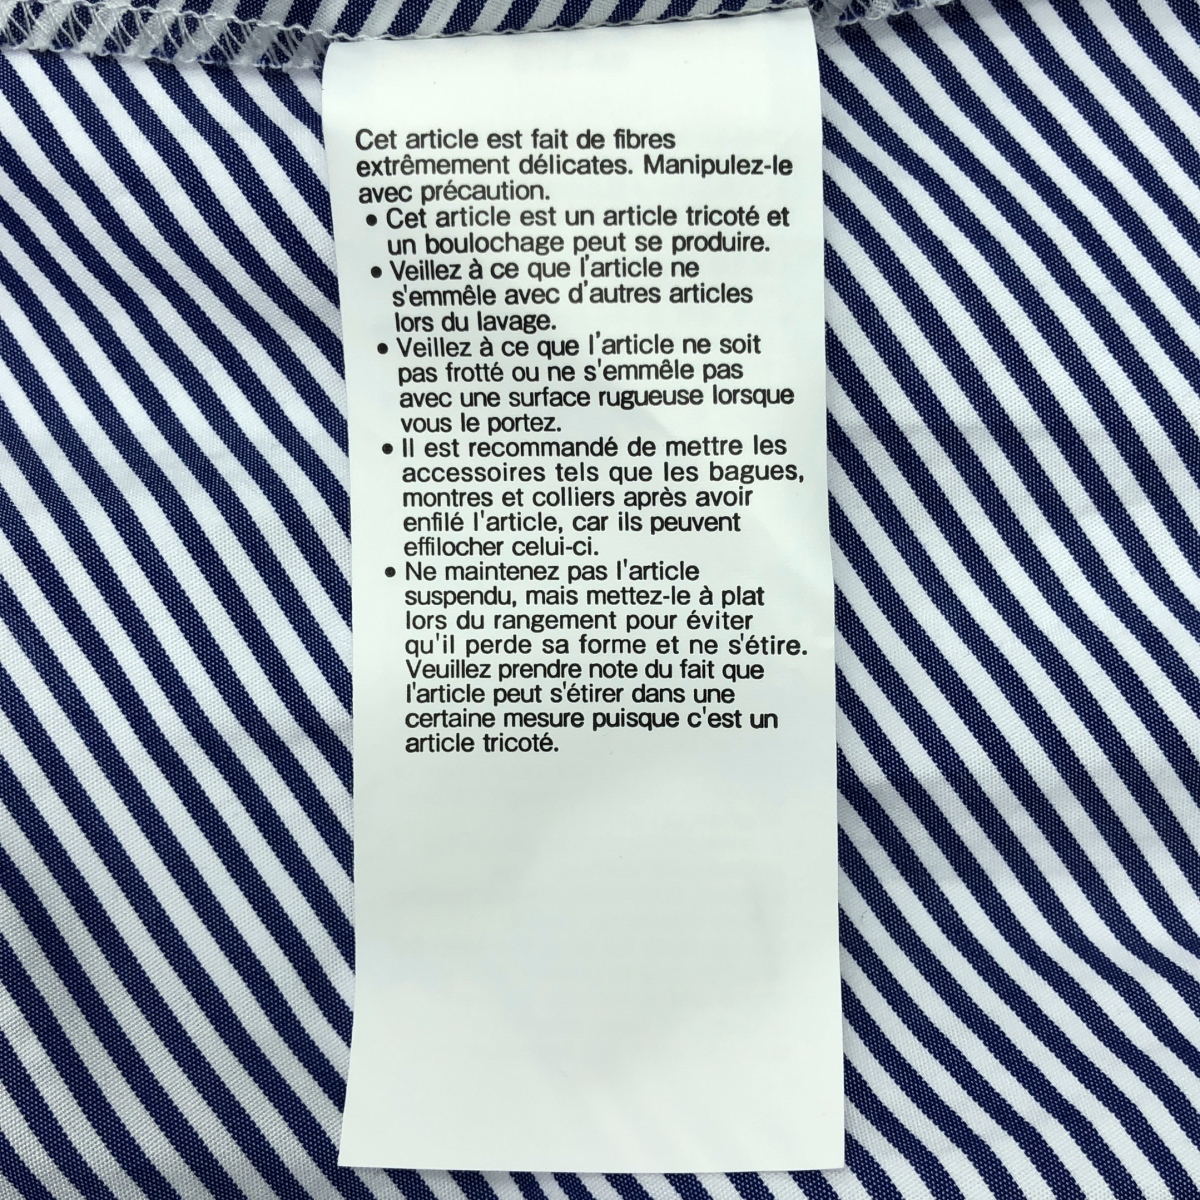 Cet article est fait de fibres
extrêmement délicates. Manipulez-le
avec précaution.
• Cet article est un article tricoté et
un boulochage peut se produire.
• Veillez à ce que l'article ne
s'emmêle avec d'autres articles
lors du lavage.
• Veillez à ce que l'article ne soit
pas frotté ou ne s'emmêle pas
avec une surface rugueuse lorsque
vous le portez.
• Il est recommandé de mettre les
accessoires tels que les bagues,
montres et colliers après avoir
enfilé l'article, car ils peuvent
effilocher celui-ci.
• Ne maintenez pas l'article
suspendu, mais mettez-le à plat
lors du rangement pour éviter
qu'il perde sa forme et ne s'étire.
Veuillez prendre note du fait que
l'article peut s'étirer dans une
certaine mesure puisque c'est un
article tricoté.